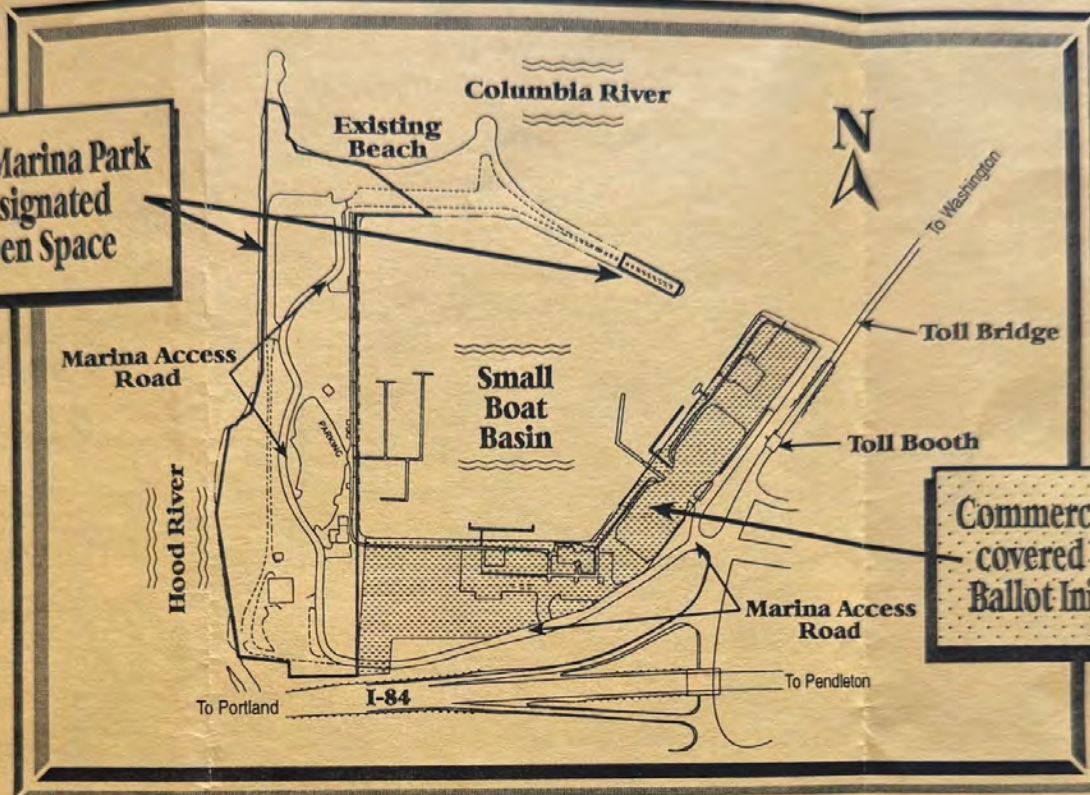 Columbia River
Existing
Beach
N
Marina Park
signated
en Space
To Washington
Toll Bridge
Marina Access
Road
Small
Boat
Basin
PARKING
Toll Booth
Hood River
Commerc
covered
Ballot Ini
Marina Access
Road
To Portland
I-84
To Pendleton